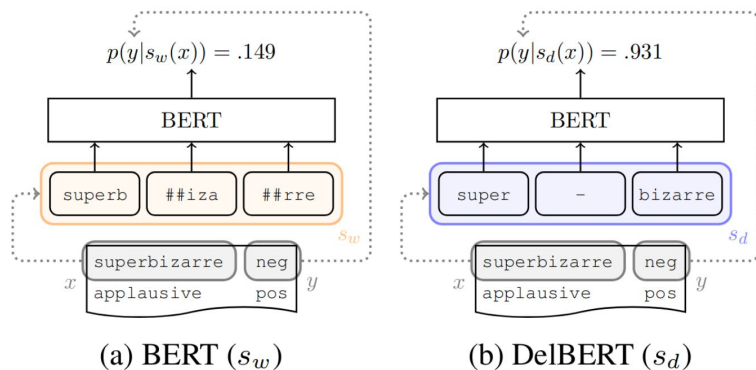 p(y|s_w(x)) = .149
BERT
superb ##iza ##rre
s_w
superbizarre neg
x y
applausive pos
(a) BERT (s_w)
p(y|s_d(x)) = .931
BERT
super - bizarre
s_d
superbizarre neg
x y
applausive pos
(b) DelBERT (s_d)